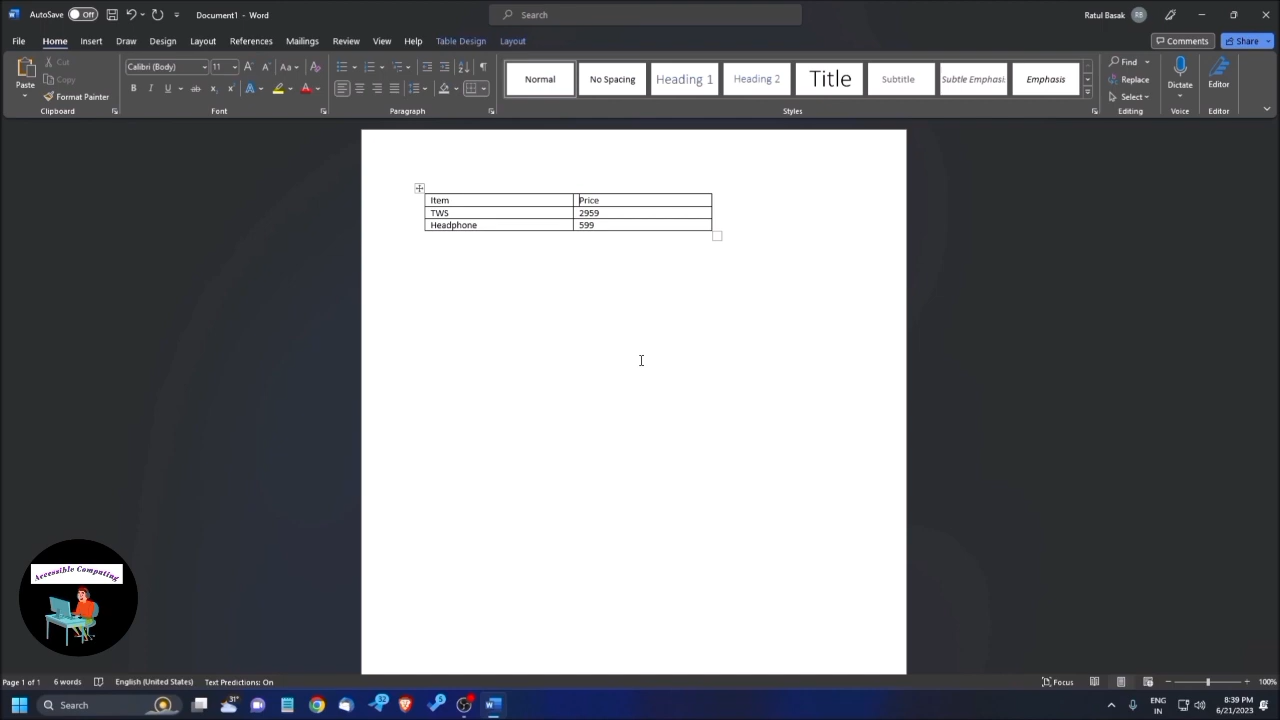 AutoSave Off Document1 - Word Search Ratul Basak RB
File Home Insert Draw Design Layout References Mailings Review View Help Table Design Layout Comments Share
Paste
Cut
Copy
Format Painter
Clipboard
Calibri (Body) 11
Font
Paragraph
Normal No Spacing Heading 1 Heading 2 Title Subtitle Subtle Emphasi: Emphasis
Styles
Find
Replace
Select
Editing
Dictate
Voice
Editor
Editor
Item Price
TWS 2959
Headphone 599
Accessible Computing
Page 1 of 1 6 words English (United States) Text Predictions: On Focus 100%
Search 31° 32 5 ENG
IN
8:39 PM
6/21/2023